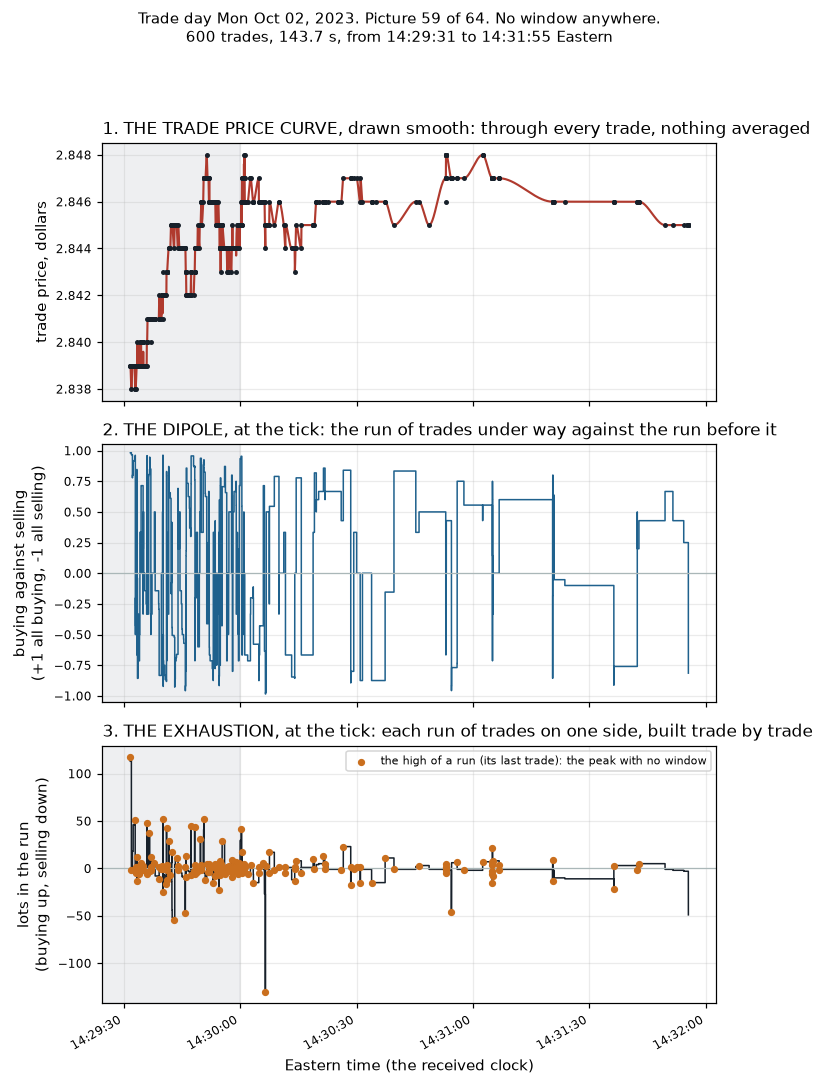 Trade day Mon Oct 02, 2023. Picture 59 of 64. No window anywhere.
600 trades, 143.7 s, from 14:29:31 to 14:31:55 Eastern
1. THE TRADE PRICE CURVE, drawn smooth: through every trade, nothing averaged
trade price, dollars
2.848
2.846
2.844
2.842
2.840
2.838
2. THE DIPOLE, at the tick: the run of trades under way against the run before it
buying against selling
(+1 all buying, -1 all selling)
1.00
0.75
0.50
0.25
0.00
−0.25
−0.50
−0.75
−1.00
3. THE EXHAUSTION, at the tick: each run of trades on one side, built trade by trade
the high of a run (its last trade): the peak with no window
lots in the run
(buying up, selling down)
100
50
0
−50
−100
14:29:30
14:30:00
14:30:30
14:31:00
14:31:30
14:32:00
Eastern time (the received clock)